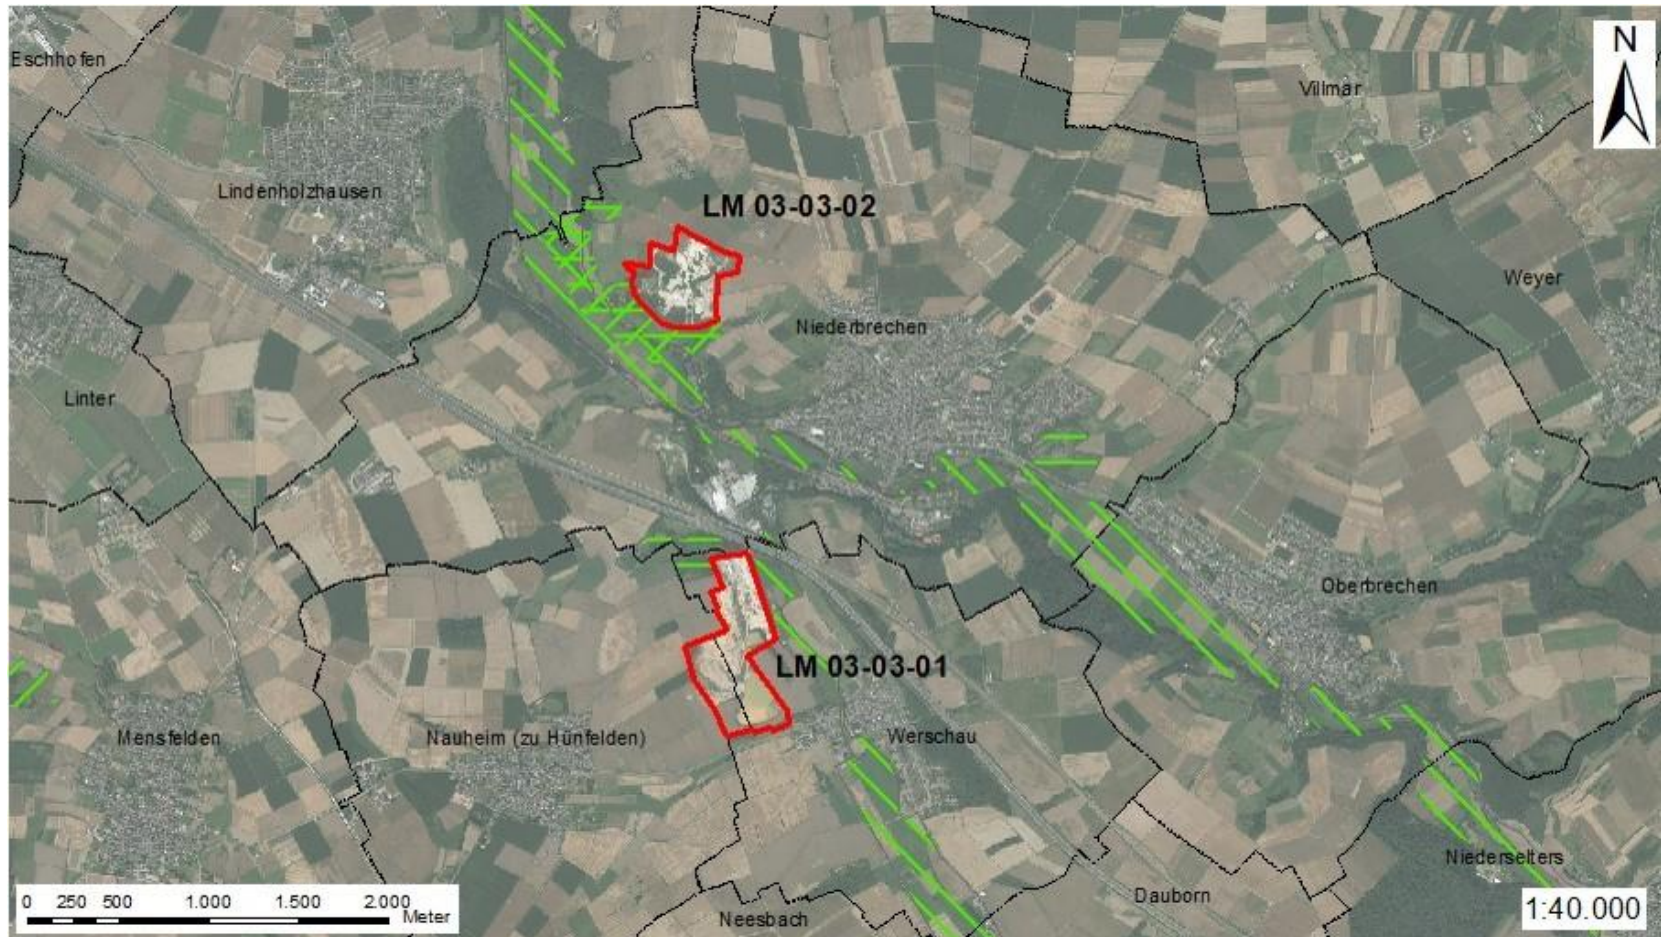 N
Eschhofen
Villmar
Lindenholzhausen
LM 03-03-02
Weyer
Niederbrechen
Linter
Oberbrechen
LM 03-03-01
Mensfelden
Nauheim (zu Hünfelden)
Werschau
Niederselters
Dauborn
Neesbach
0 250 500 1.000 1.500 2.000
Meter
1:40.000